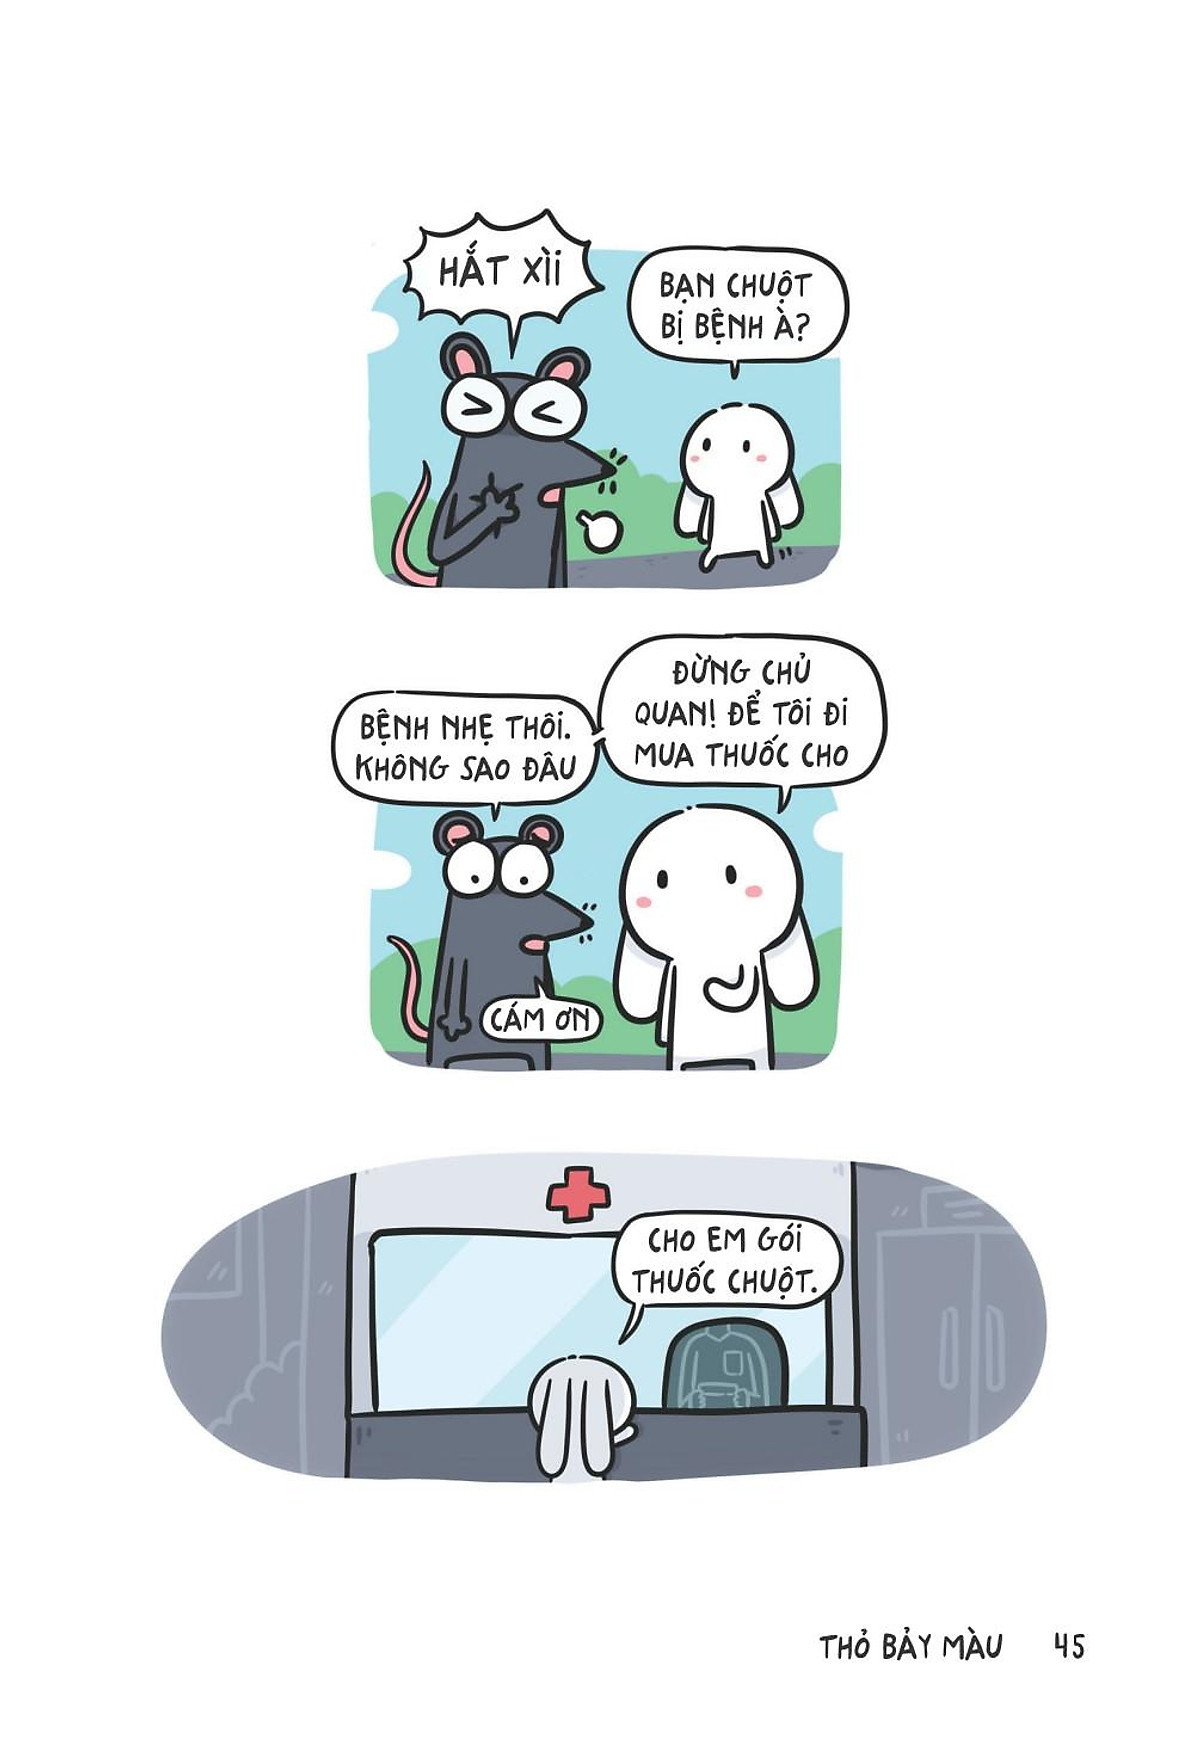 HẮT XÌI
BẠN CHUỘT
BỊ BỆNH À?
BỆNH NHẸ THÔI.
KHÔNG SAO ĐÂU
ĐỪNG CHỦ
QUAN! ĐỂ TÔI ĐI
MUA THUỐC CHO
CÁM ƠN
CHO EM GÓI
THUỐC CHUỘT.
THỎ BẢY MÀU 45